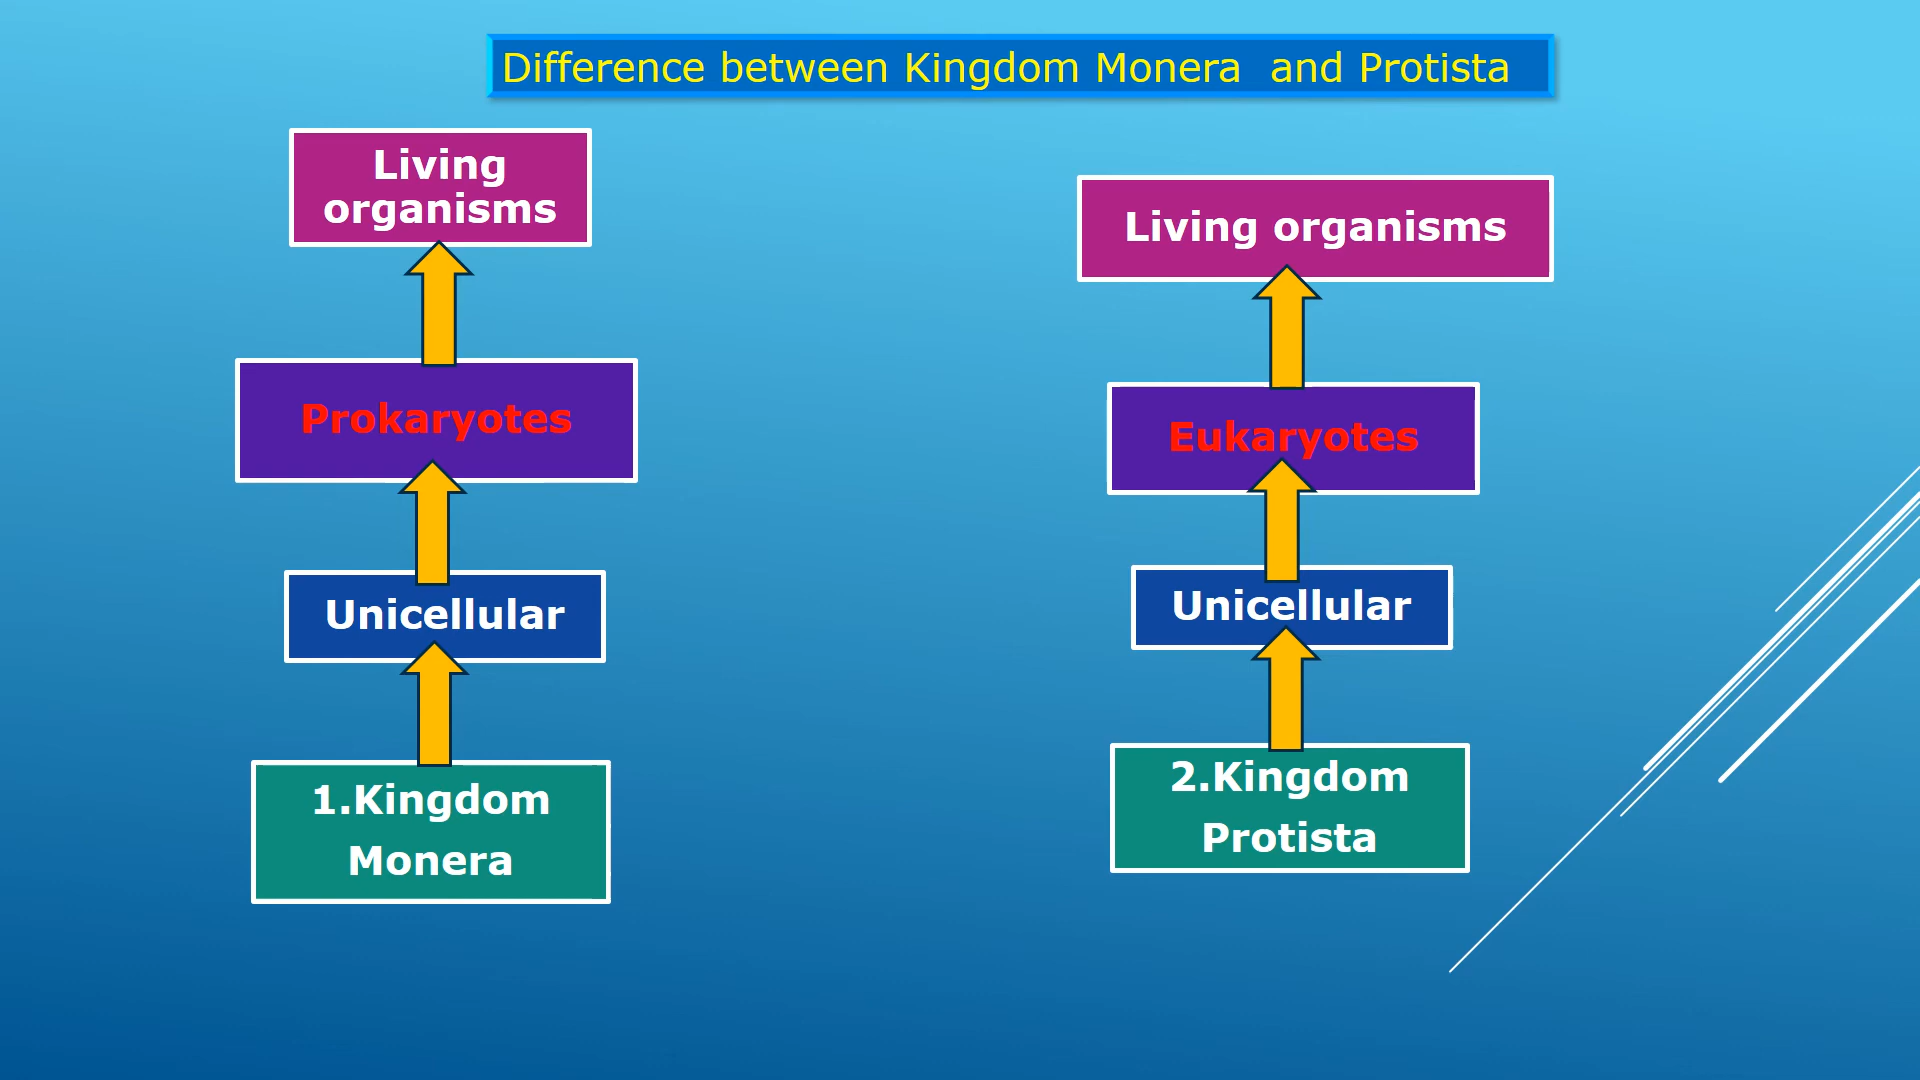 Difference between Kingdom Monera  and Protista
Living
organisms
Prokaryotes
Unicellular
1.Kingdom
Monera
Living organisms
Eukaryotes
Unicellular
2.Kingdom
Protista